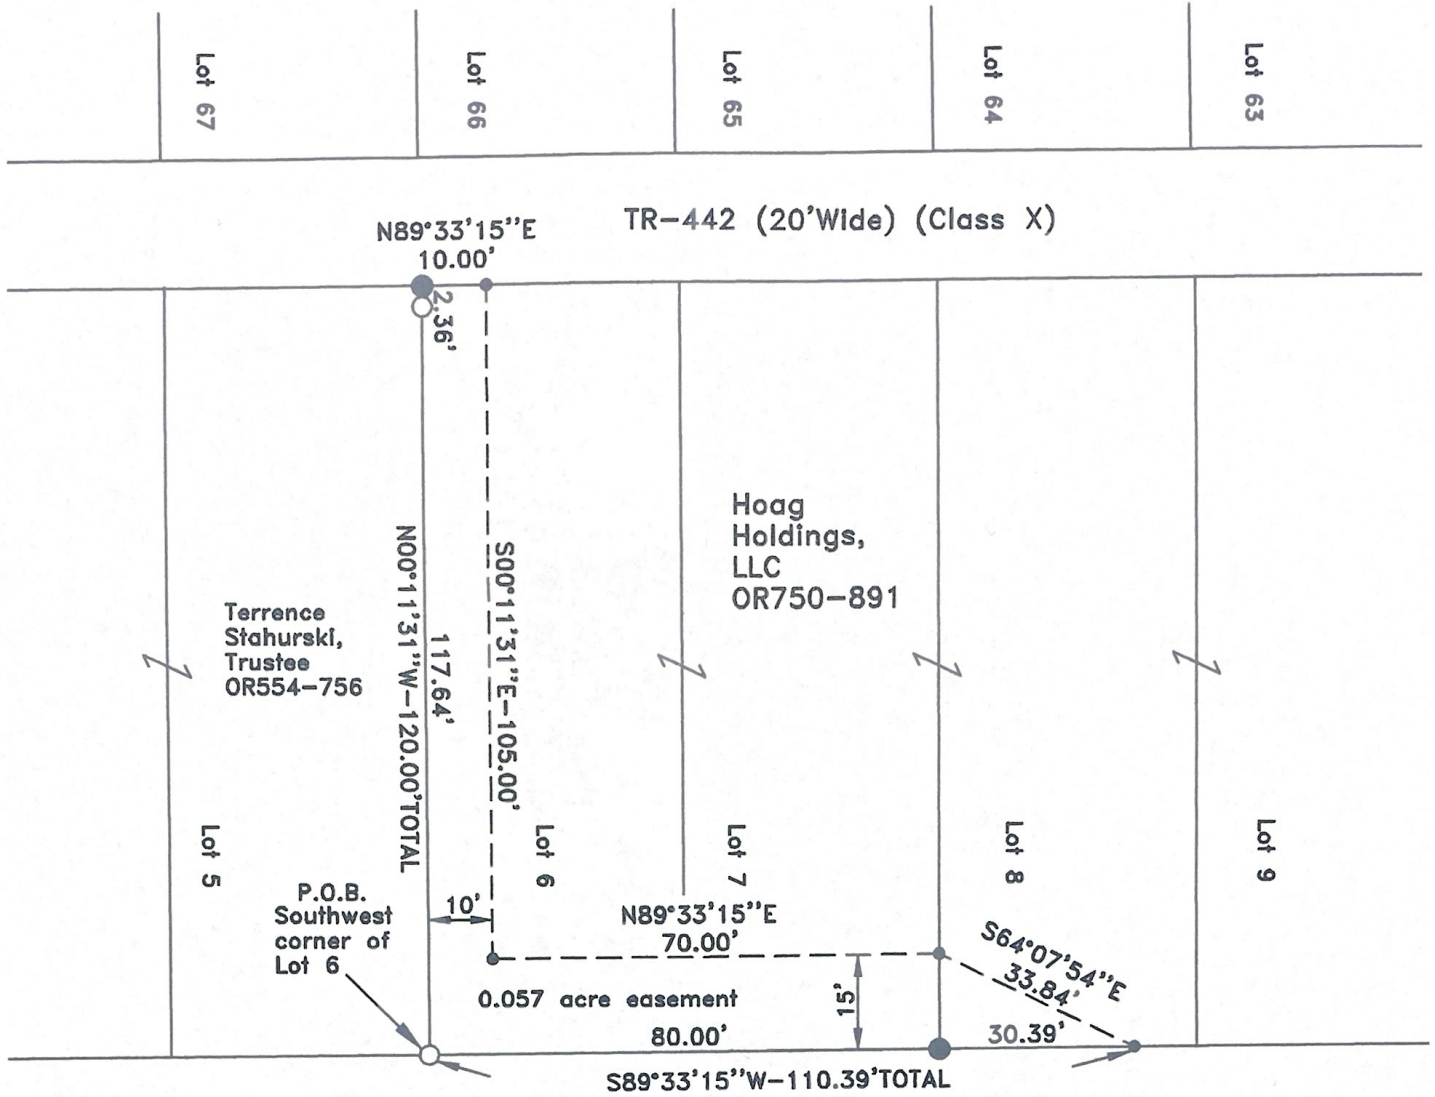 Lot 67
Lot 66
Lot 65
Lot 64
Lot 63
TR-442 (20'Wide) (Class X)
N89°33'15"E
10.00'
2.36'
N00°11'31"W-120.00'TOTAL
117.64'
S00°11'31"E-105.00'
Hoag
Holdings,
LLC
OR750-891
Terrence
Stahurski,
Trustee
OR554-756
Lot 5
Lot 6
Lot 7
Lot 8
Lot 9
P.O.B.
Southwest
corner of
Lot 6
10'
N89°33'15"E
70.00'
S64°07'54"E
33.84'
0.057 acre easement
15'
80.00'
30.39'
S89°33'15"W-110.39'TOTAL